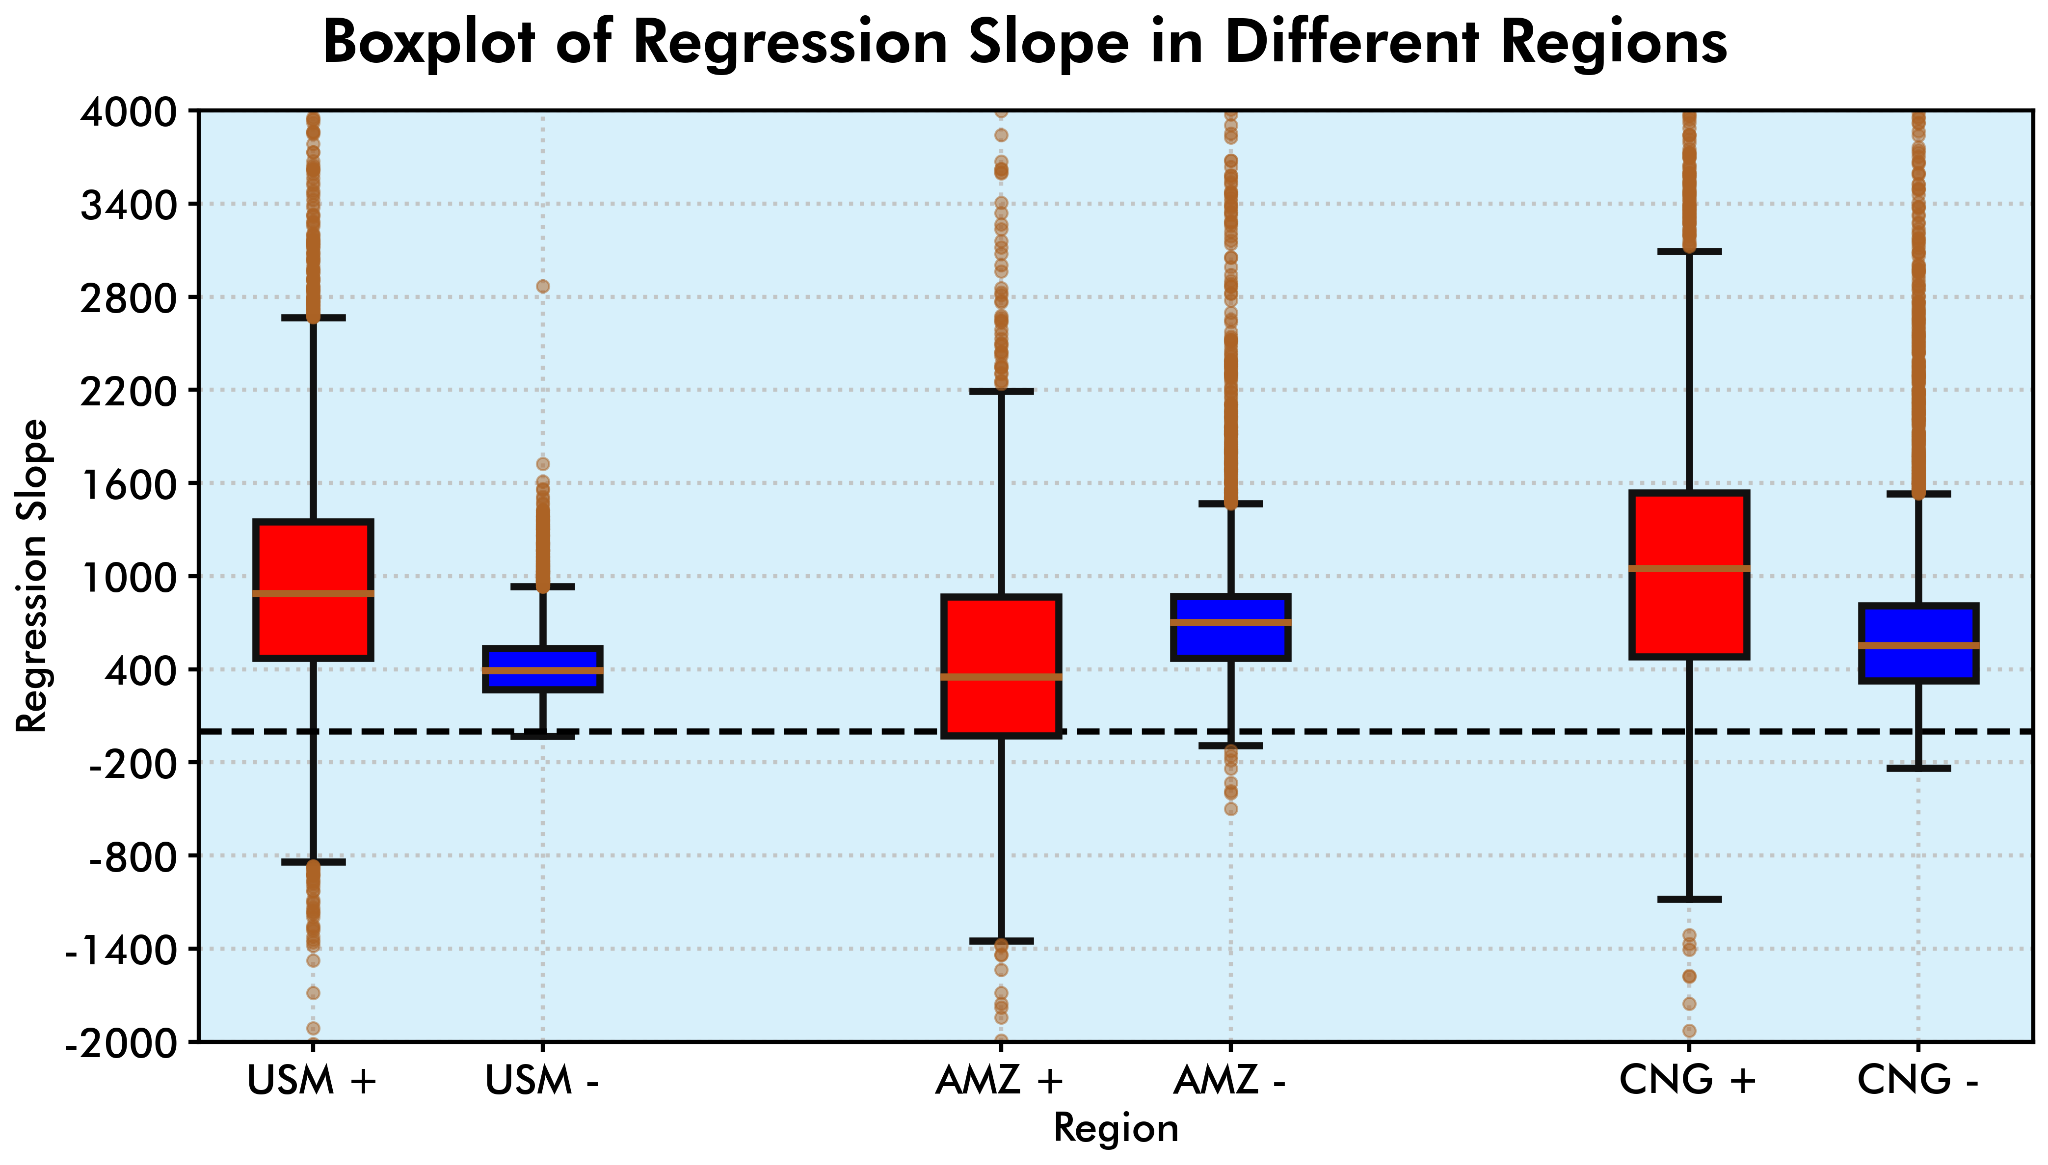 Boxplot of Regression Slope in Different Regions
4000
3400
2800
2200
1600
1000
400
-200
-800
-1400
-2000
Regression Slope
USM + USM - AMZ + AMZ - CNG + CNG -
Region